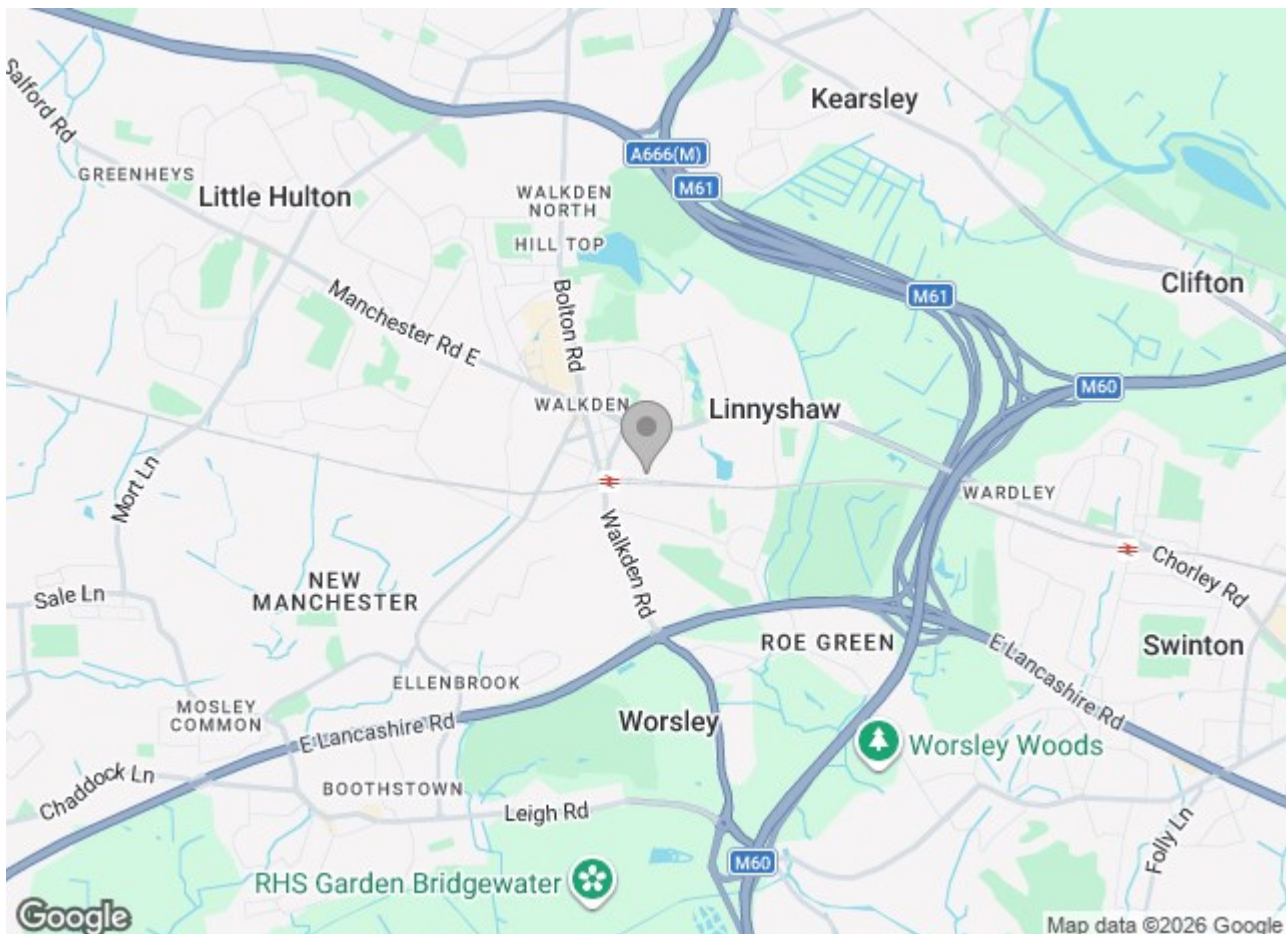 Salford Rd
Kearsley
A666(M)
GREENHEYS
Little Hulton
M61
WALKDEN
NORTH
HILL TOP
Clifton
M61
Manchester Rd E
Bolton Rd
M60
WALKDEN
Linnyshaw
WARDLEY
Mort Ln
Walkden Rd
Chorley Rd
NEW
MANCHESTER
Sale Ln
ROE GREEN
E Lancashire Rd
Swinton
ELLENBROOK
MOSLEY
COMMON
Worsley
E Lancashire Rd
Worsley Woods
Chaddock Ln
BOOTHSTOWN
Leigh Rd
Folly Ln
M60
RHS Garden Bridgewater
Google
Map data ©2026 Google